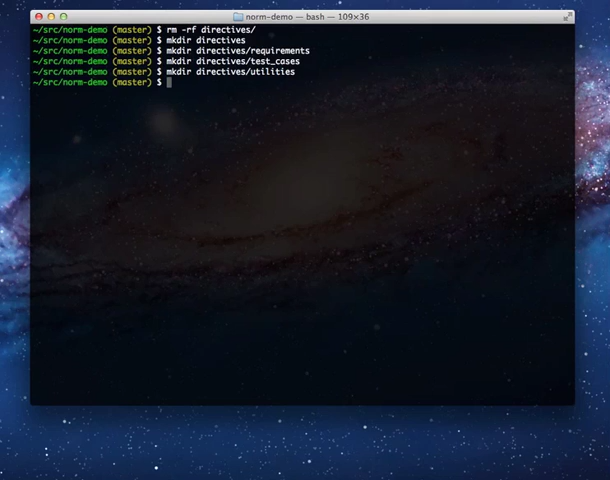 norm-demo — bash — 109×36
~/src/norm-demo (master) $ rm -rf directives/
~/src/norm-demo (master) $ mkdir directives
~/src/norm-demo (master) $ mkdir directives/requirements
~/src/norm-demo (master) $ mkdir directives/test_cases
~/src/norm-demo (master) $ mkdir directives/utilities
~/src/norm-demo (master) $